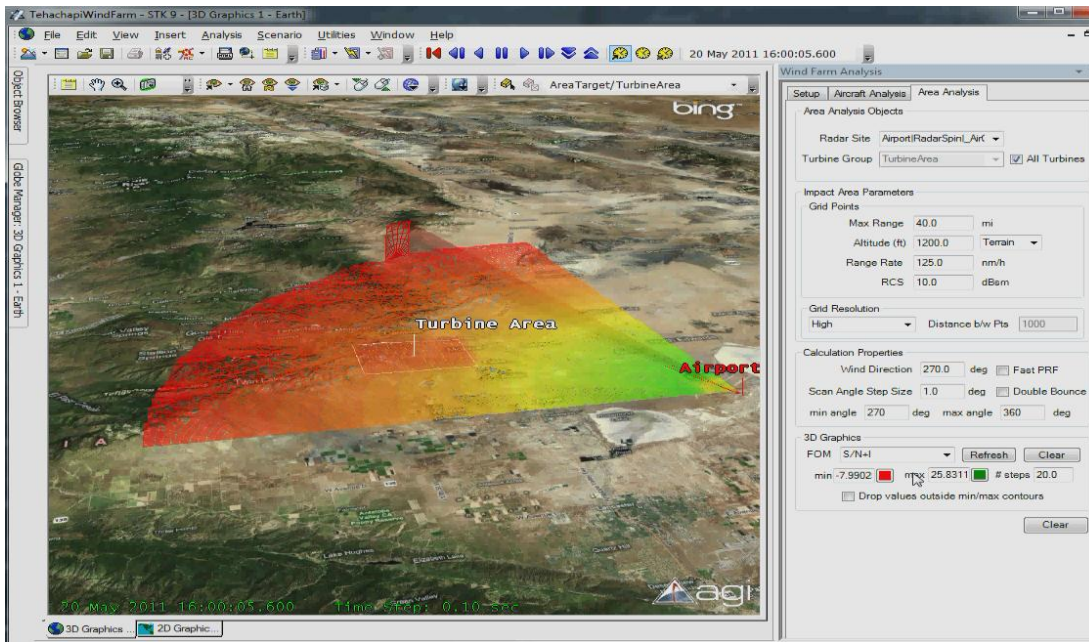 TehachapiWindFarm - STK 9 - [3D Graphics 1 - Earth]
File Edit View Insert Analysis Scenario Utilities Window Help
20 May 2011 16:00:05.600
AreaTarget/TurbineArea
Object Browser
Globe Manager: 3D Graphics 1 - Earth
bing
Turbine Area
Airport
Lake Hughes
20 May 2011 16:00:05.600 Time Step: 0.10 sec
agi
3D Graphics ... 2D Graphic...
Wind Farm Analysis
Setup Aircraft Analysis Area Analysis
Area Analysis Objects
Radar Site Airport|RadarSpin|_Air(
Turbine Group TurbineArea All Turbines
Impact Area Parameters
Grid Points
Max Range 40.0 mi
Altitude (ft) 1200.0 Terrain
Range Rate 125.0 nm/h
RCS 10.0 dBsm
Grid Resolution
High Distance b/w Pts 1000
Calculation Properties
Wind Direction 270.0 deg Fast PRF
Scan Angle Step Size 1.0 deg Double Bounce
min angle 270 deg max angle 360 deg
3D Graphics
FOM S/N+I Refresh Clear
min -7.9902 max 25.8311 # steps 20.0
Drop values outside min/max contours
Clear